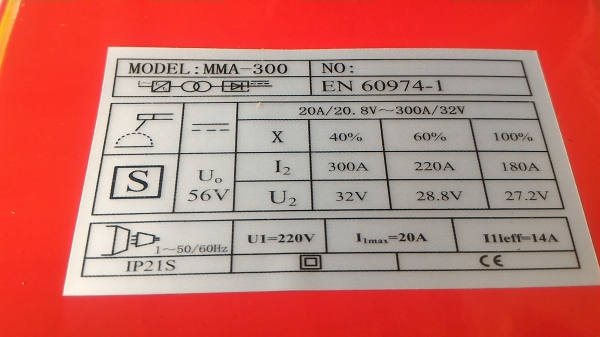 MODEL:MMA-300 NO:
EN 60974-1
20A/20.8V~300A/32V
X 40% 60% 100%
S U₀ 56V I₂ 300A 220A 180A
U₂ 32V 28.8V 27.2V
1~50/60Hz U1=220V I₁ₘₐₓ=20A I1leff=14A
IP21S CE